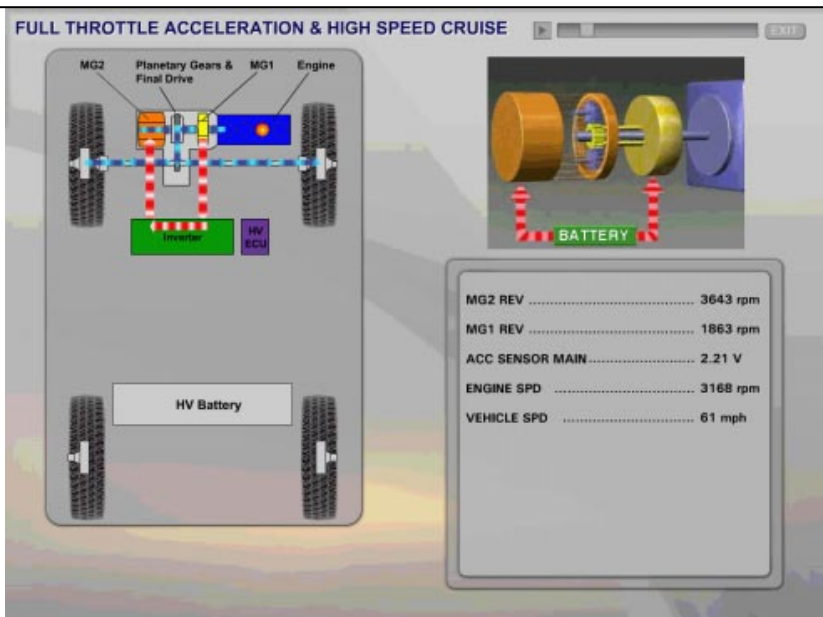 FULL THROTTLE ACCELERATION & HIGH SPEED CRUISE
EXIT
MG2
Planetary Gears &
Final Drive
MG1
Engine
Inverter
HV
ECU
HV Battery
BATTERY
MG2 REV ........................................ 3643 rpm
MG1 REV ........................................ 1863 rpm
ACC SENSOR MAIN ......................... 2.21 V
ENGINE SPD ................................ 3168 rpm
VEHICLE SPD ................................ 61 mph